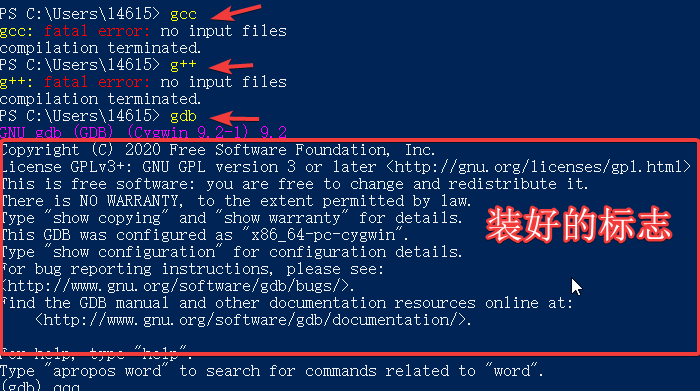 PS C:\Users\14615> gcc
gcc: fatal error: no input files
compilation terminated.
PS C:\Users\14615> g++
g++: fatal error: no input files
compilation terminated.
PS C:\Users\14615> gdb
GNU gdb (GDB) (Cygwin 9.2-1) 9.2
Copyright (C) 2020 Free Software Foundation, Inc.
License GPLv3+: GNU GPL version 3 or later <http://gnu.org/licenses/gpl.html>
This is free software: you are free to change and redistribute it.
There is NO WARRANTY, to the extent permitted by law.
Type "show copying" and "show warranty" for details.
This GDB was configured as "x86_64-pc-cygwin".
Type "show configuration" for configuration details.
For bug reporting instructions, please see:
<http://www.gnu.org/software/gdb/bugs/>.
Find the GDB manual and other documentation resources online at:
<http://www.gnu.org/software/gdb/documentation/>.
装好的标志
For help, type "help".
Type "apropos word" to search for commands related to "word".
(gdb) qqq